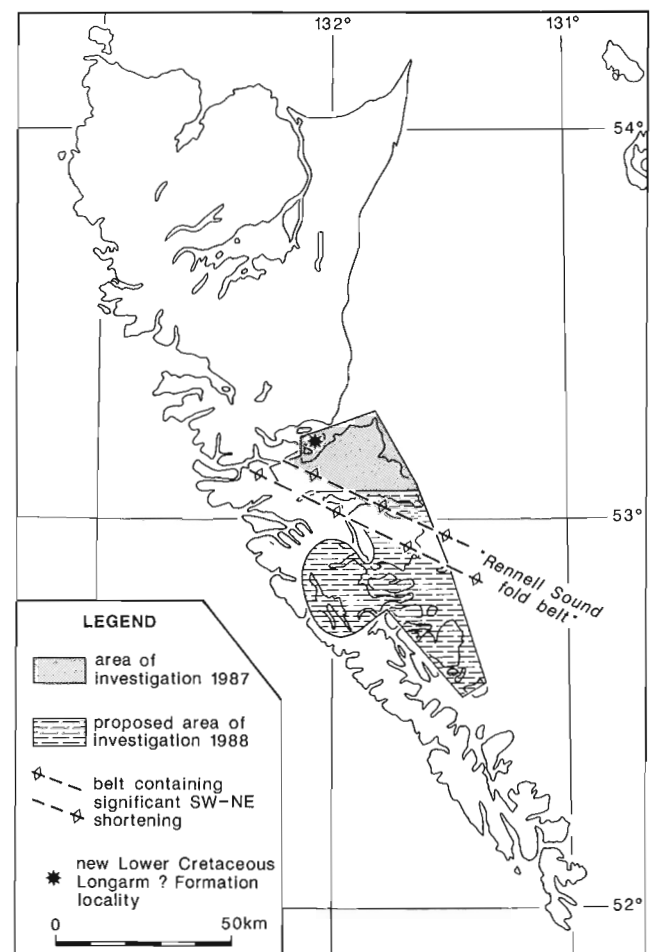 132°
131°
54°
53°
"Rennell Sound
fold belt"
LEGEND
area of
investigation 1987
proposed area of
investigation 1988
belt containing
significant SW-NE
shortening
new Lower Cretaceous
Longarm ? Formation
locality
0 50km
52°